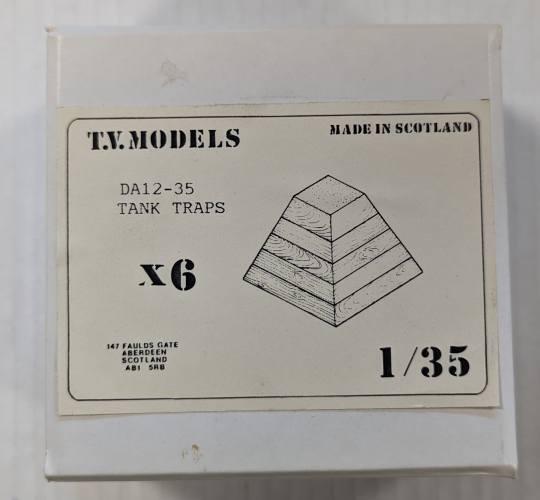 T.V. MODELS
MADE IN SCOTLAND
DA12-35
TANK TRAPS
x6
147 FAULDS GATE
ABERDEEN
SCOTLAND
AB1 5RB
1/35